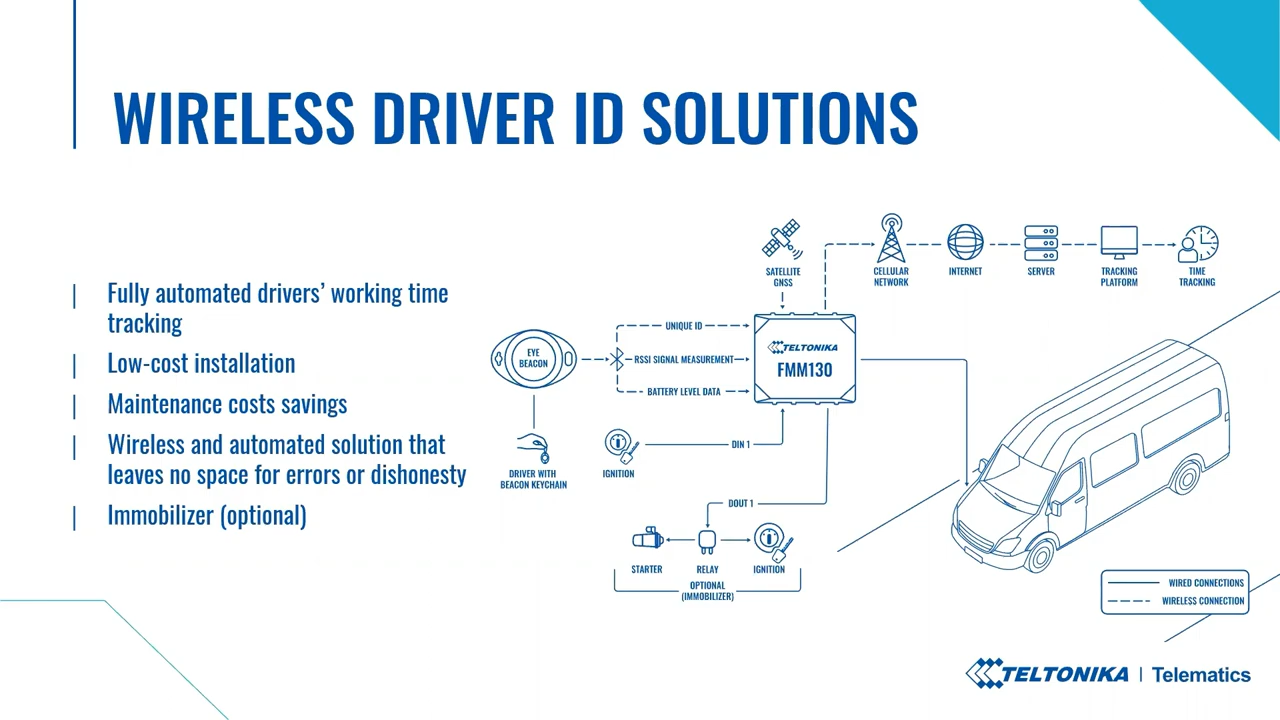 WIRELESS DRIVER ID SOLUTIONS
Fully automated drivers’ working time
tracking
Low-cost installation
Maintenance costs savings
Wireless and automated solution that
leaves no space for errors or dishonesty
Immobilizer (optional)
SATELLITE
GNSS
CELLULAR
NETWORK
INTERNET
SERVER
TRACKING
PLATFORM
TIME
TRACKING
EYE
BEACON
UNIQUE ID
RSSI SIGNAL MEASUREMENT
BATTERY LEVEL DATA
TELTONIKA
FMM130
DRIVER WITH
BEACON KEYCHAIN
IGNITION
DIN 1
DOUT 1
STARTER
RELAY
IGNITION
OPTIONAL
(IMMOBILIZER)
WIRED CONNECTIONS
WIRELESS CONNECTION
TELTONIKA | Telematics